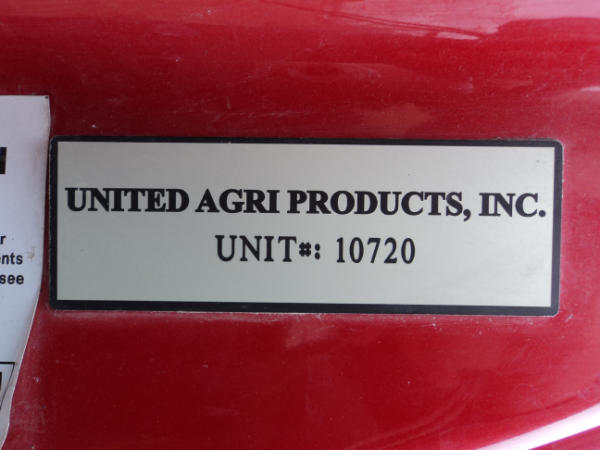 UNITED AGRI PRODUCTS, INC.
UNIT#: 10720
see